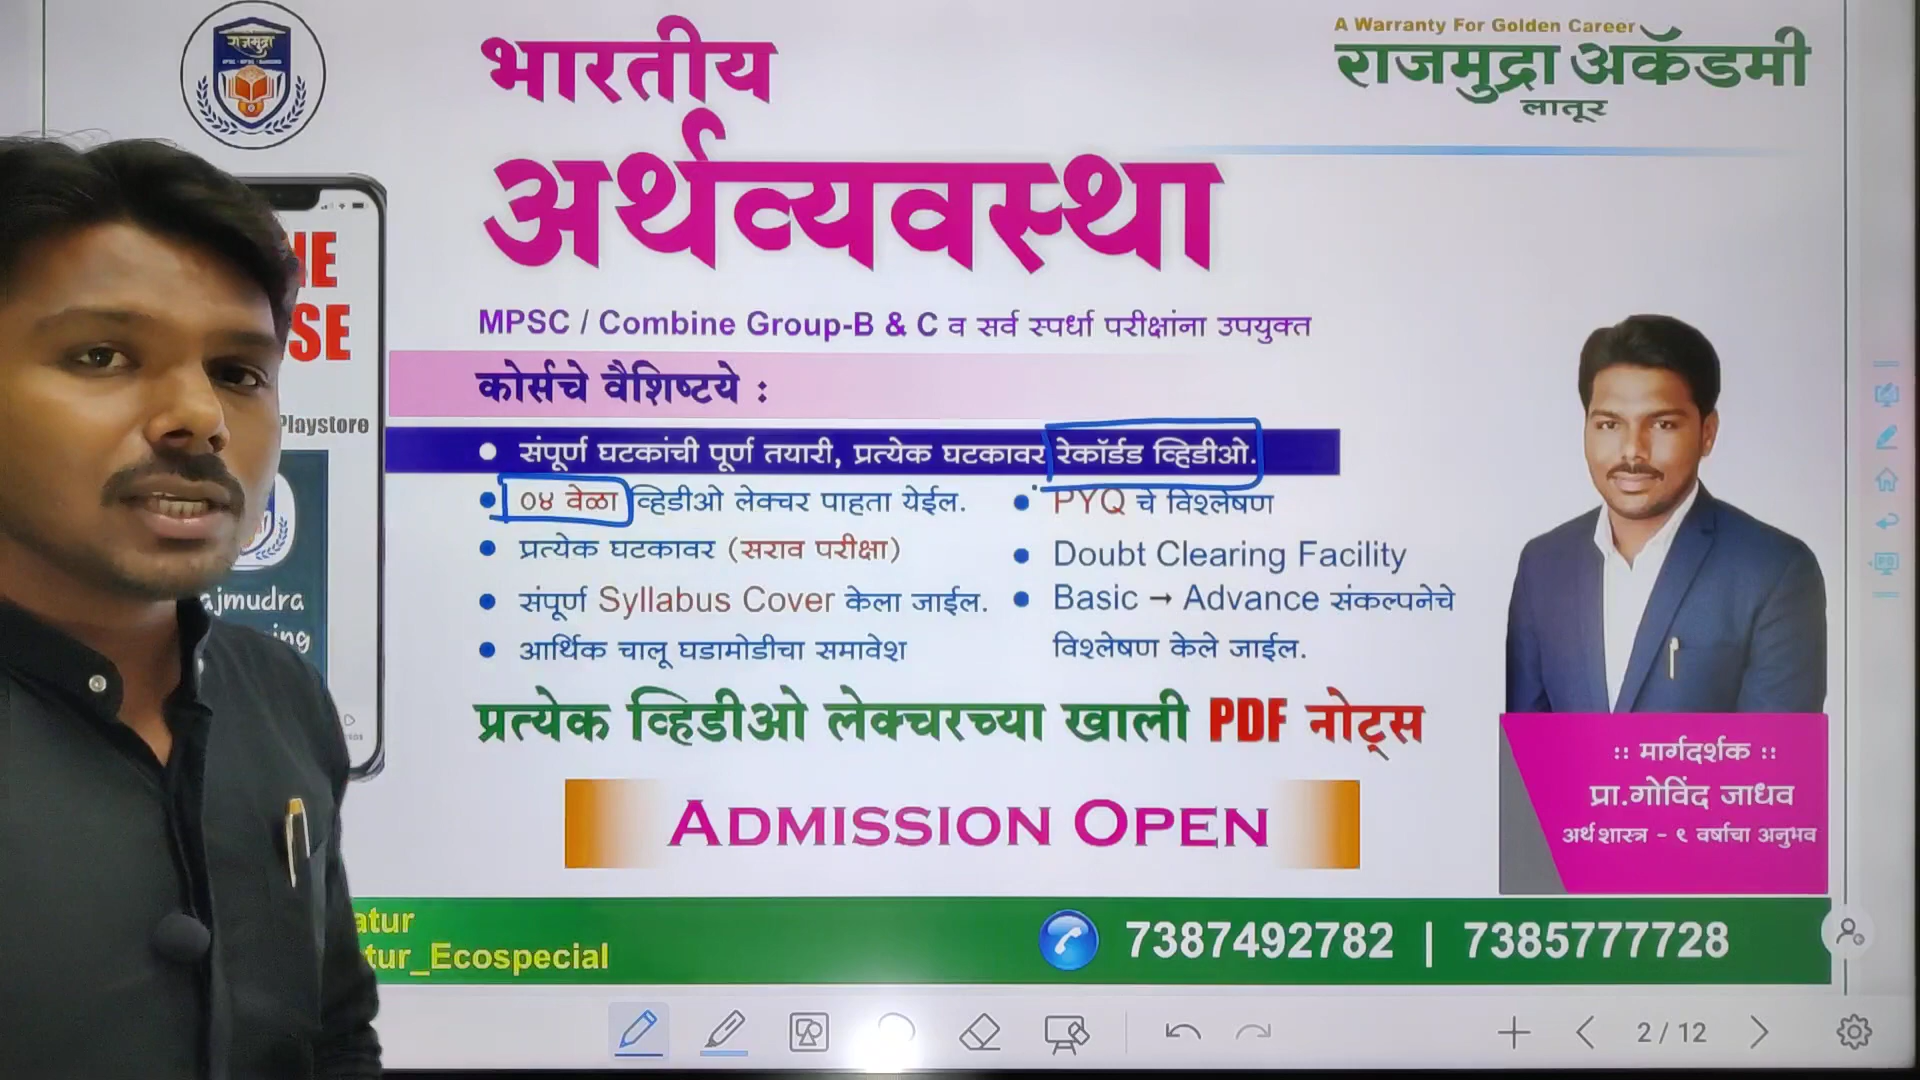 राजमुद्रा
भारतीय
अर्थव्यवस्था
A Warranty For Golden Career
राजमुद्रा अकॅडमी
लातूर
MPSC / Combine Group-B & C व सर्व स्पर्धा परीक्षांना उपयुक्त
कोर्सचे वैशिष्टये :
• संपूर्ण घटकांची पूर्ण तयारी, प्रत्येक घटकावर रेकॉर्डड व्हिडीओ.
• ०४ वेळा व्हिडीओ लेक्चर पाहता येईल.
• प्रत्येक घटकावर (सराव परीक्षा)
• संपूर्ण Syllabus Cover केला जाईल.
• आर्थिक चालू घडामोडीचा समावेश
• PYQ चे विश्लेषण
• Doubt Clearing Facility
• Basic → Advance संकल्पनेचे
विश्लेषण केले जाईल.
प्रत्येक व्हिडीओ लेक्चरच्या खाली PDF नोट्स
ADMISSION OPEN
:: मार्गदर्शक ::
प्रा.गोविंद जाधव
अर्थशास्त्र - ९ वर्षाचा अनुभव
Playstore
7387492782 | 7385777728
2 / 12